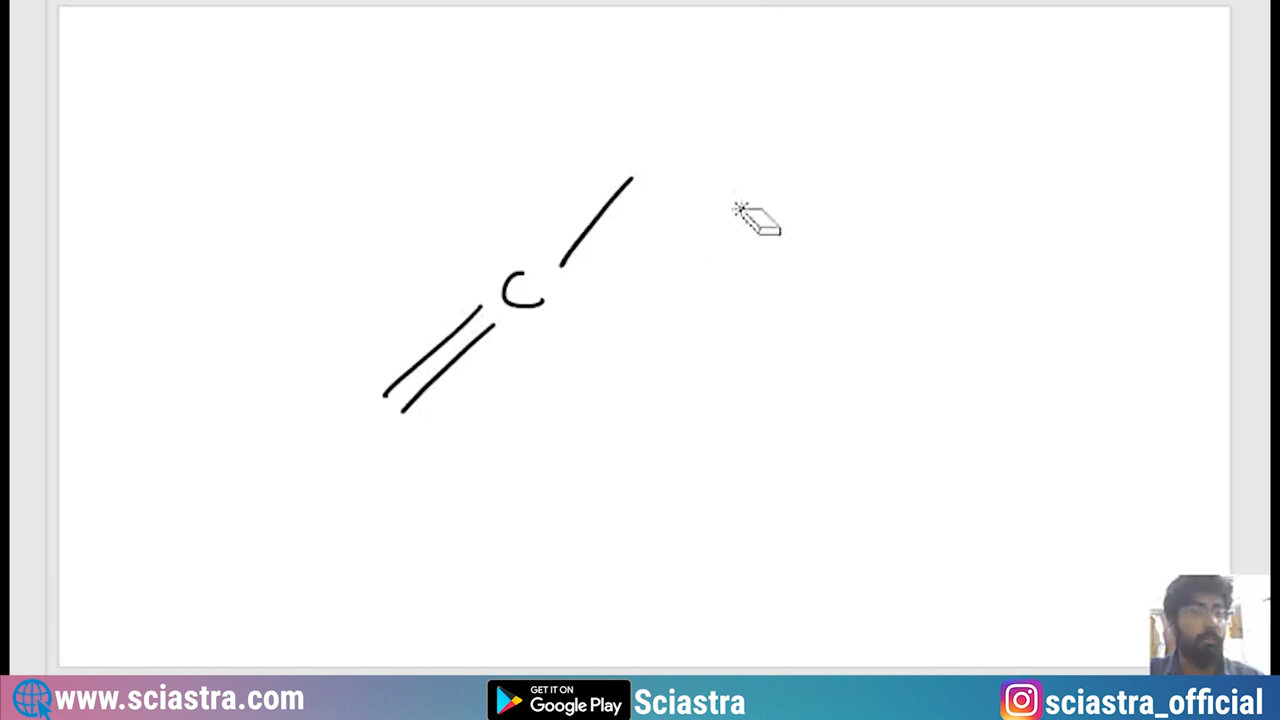 C
www.sciastra.com
GET IT ON
Google Play
Sciastra
sciastra_official